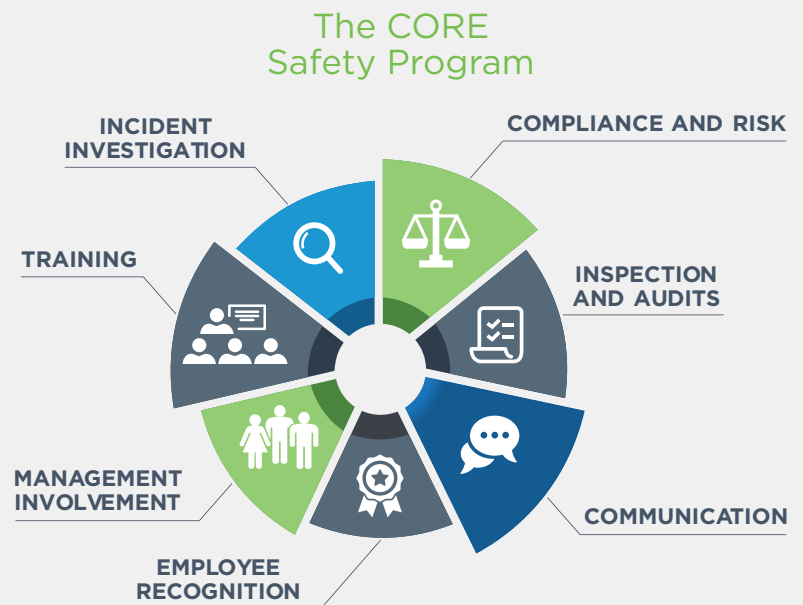 The CORE
Safety Program
INCIDENT
INVESTIGATION
COMPLIANCE AND RISK
TRAINING
INSPECTION
AND AUDITS
MANAGEMENT
INVOLVEMENT
COMMUNICATION
EMPLOYEE
RECOGNITION